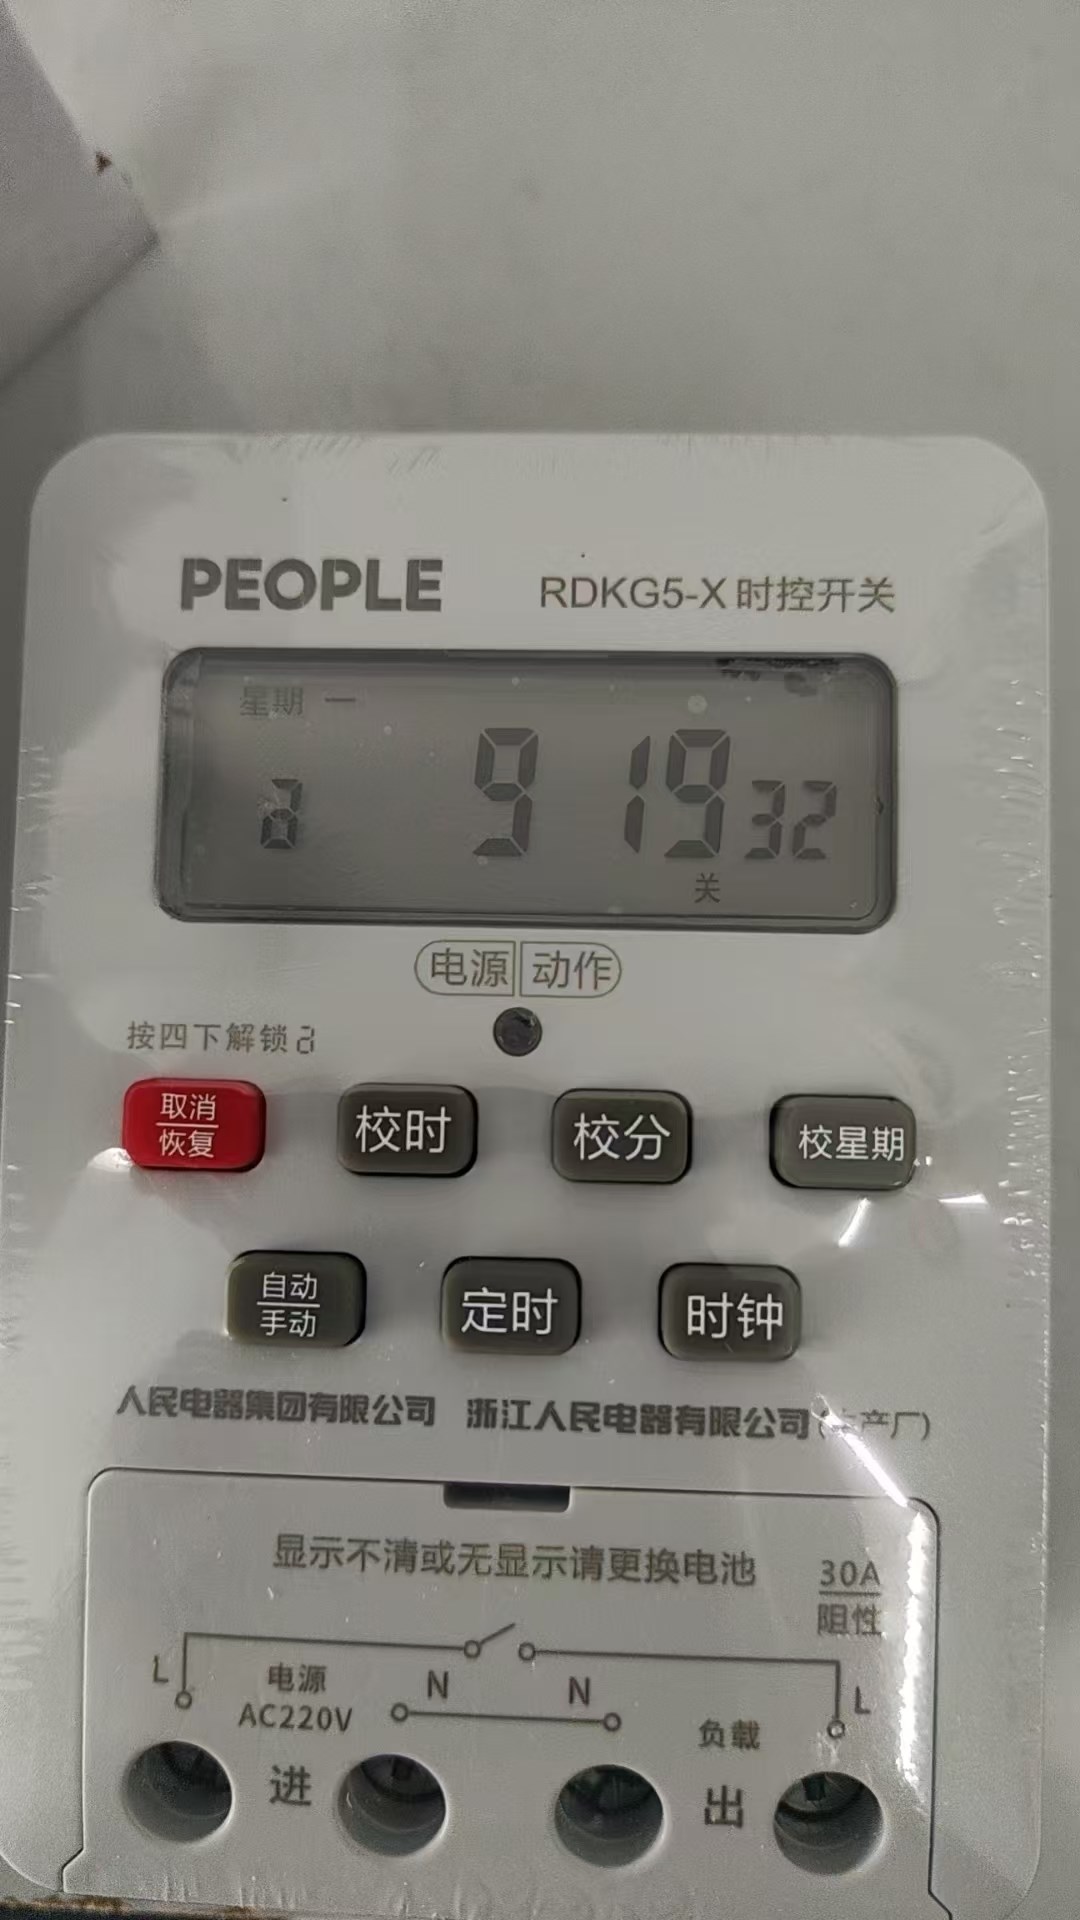 PEOPLE RDKG5-X 时控开关
星期 一
9 19 32
关
电源 动作
按四下解锁
取消
恢复
校时
校分
校星期
自动
手动
定时
时钟
人民电器集团有限公司 浙江人民电器有限公司(生产厂)
显示不清或无显示请更换电池
30A
阻性
L
电源
AC220V
N
N
负载
L
进
出